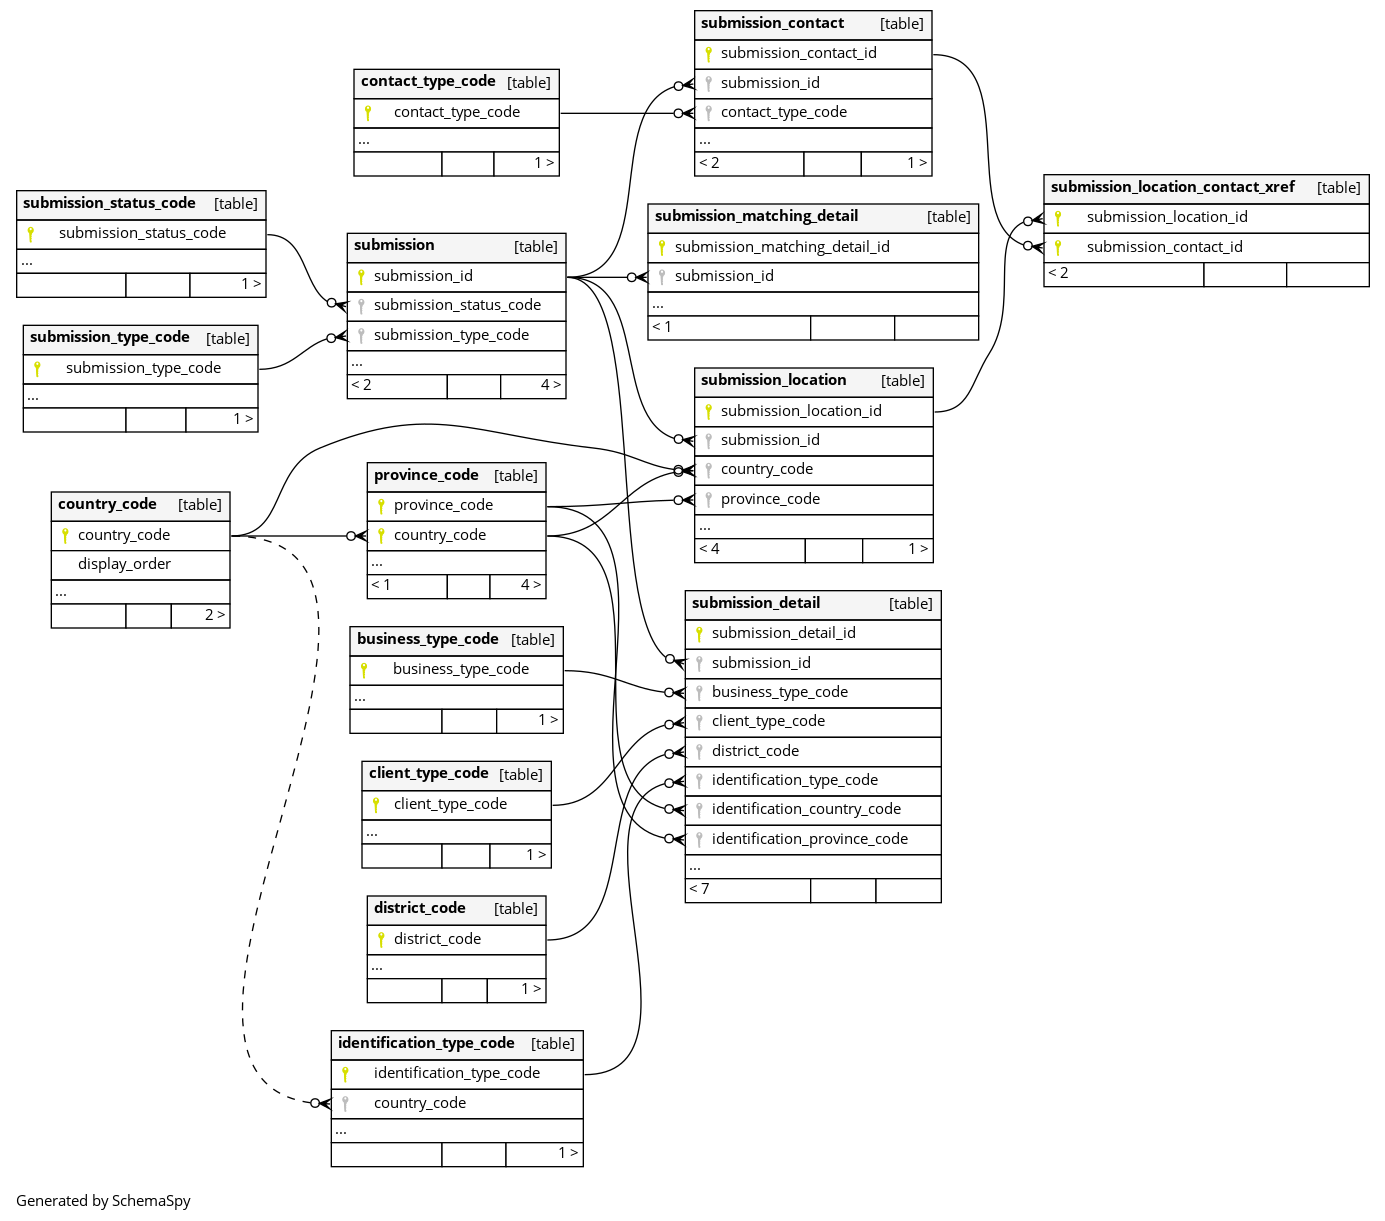 submission_contact [table]
submission_contact_id
submission_id
contact_type_code
...
< 2 1 >
contact_type_code [table]
contact_type_code
...
1 >
submission_location_contact_xref [table]
submission_location_id
submission_contact_id
< 2
submission_status_code [table]
submission_status_code
...
1 >
submission_matching_detail [table]
submission_matching_detail_id
submission_id
...
< 1
submission [table]
submission_id
submission_status_code
submission_type_code
...
< 2 4 >
submission_type_code [table]
submission_type_code
...
1 >
submission_location [table]
submission_location_id
submission_id
country_code
province_code
...
< 4 1 >
province_code [table]
province_code
country_code
...
< 1 4 >
country_code [table]
country_code
display_order
...
2 >
submission_detail [table]
submission_detail_id
submission_id
business_type_code
client_type_code
district_code
identification_type_code
identification_country_code
identification_province_code
...
< 7
business_type_code [table]
business_type_code
...
1 >
client_type_code [table]
client_type_code
...
1 >
district_code [table]
district_code
...
1 >
identification_type_code [table]
identification_type_code
country_code
...
1 >
Generated by SchemaSpy